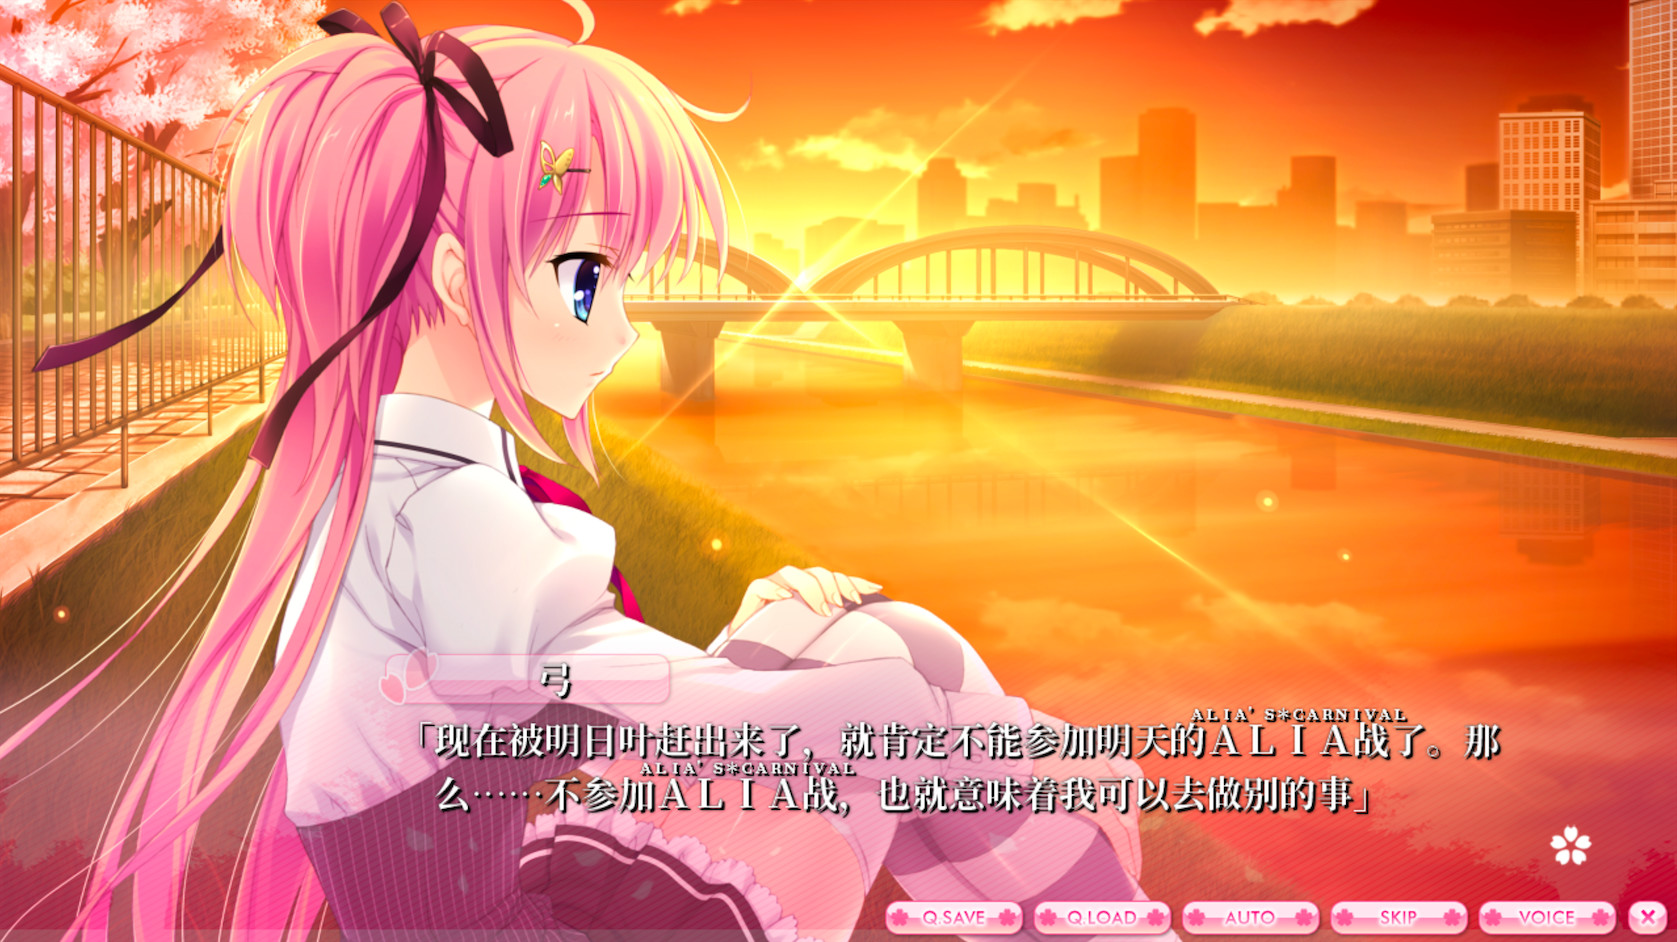 弓
ALIA' S*CARNIVAL
「现在被明日叶赶出来了，就肯定不能参加明天的ＡＬＩＡ战了。那
ALIA' S*CARNIVAL
么……不参加ＡＬＩＡ战，也就意味着我可以去做别的事」
Q.SAVE Q.LOAD AUTO SKIP VOICE